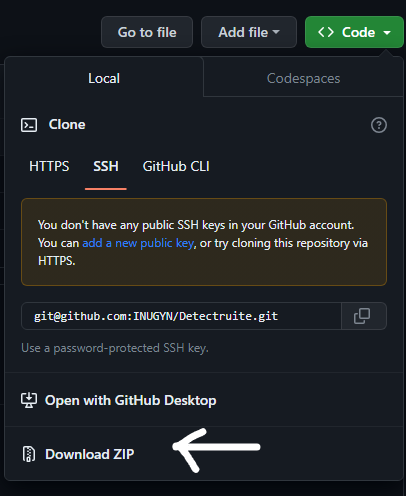 Go to file
Add file
Code
Local
Codespaces
Clone
HTTPS
SSH
GitHub CLI
You don't have any public SSH keys in your GitHub account.
You can add a new public key, or try cloning this repository via
HTTPS.
git@github.com:INUGYN/Detectruite.git
Use a password-protected SSH key.
Open with GitHub Desktop
Download ZIP